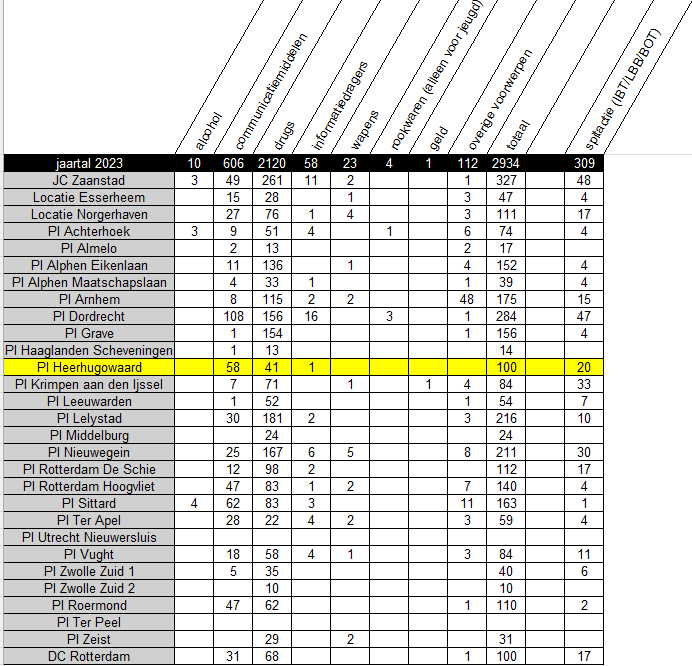 alcohol
communicatiemiddelen
drugs
informatiedragers
wapens
rookwaren (alleen voor jeugd)
geld
overige voorwerpen
totaal
spitactie (IBT/LBB/BOT)
jaartal 2023 10 606 2120 58 23 4 1 112 2934 309
JC Zaanstad 3 49 261 11 2 1 327 48
Locatie Esserheem 15 28 1 3 47 4
Locatie Norgerhaven 27 76 1 4 3 111 17
PI Achterhoek 3 9 51 4 1 6 74 4
PI Almelo 2 13 2 17
PI Alphen Eikenlaan 11 136 1 4 152 4
PI Alphen Maatschapslaan 4 33 1 1 39 4
PI Arnhem 8 115 2 2 48 175 15
PI Dordrecht 108 156 16 3 1 284 47
PI Grave 1 154 1 156 4
PI Haaglanden Scheveningen 1 13 14
PI Heerhugowaard 58 41 1 100 20
PI Krimpen aan den Ijssel 7 71 1 1 4 84 33
PI Leeuwarden 1 52 1 54 7
PI Lelystad 30 181 2 3 216 10
PI Middelburg 24 24
PI Nieuwegein 25 167 6 5 8 211 30
PI Rotterdam De Schie 12 98 2 112 17
PI Rotterdam Hoogvliet 47 83 1 2 7 140 4
PI Sittard 4 62 83 3 11 163 1
PI Ter Apel 28 22 4 2 3 59 4
PI Utrecht Nieuwersluis
PI Vught 18 58 4 1 3 84 11
PI Zwolle Zuid 1 5 35 40 6
PI Zwolle Zuid 2 10 10
PI Roermond 47 62 1 110 2
PI Ter Peel
PI Zeist 29 2 31
DC Rotterdam 31 68 1 100 17